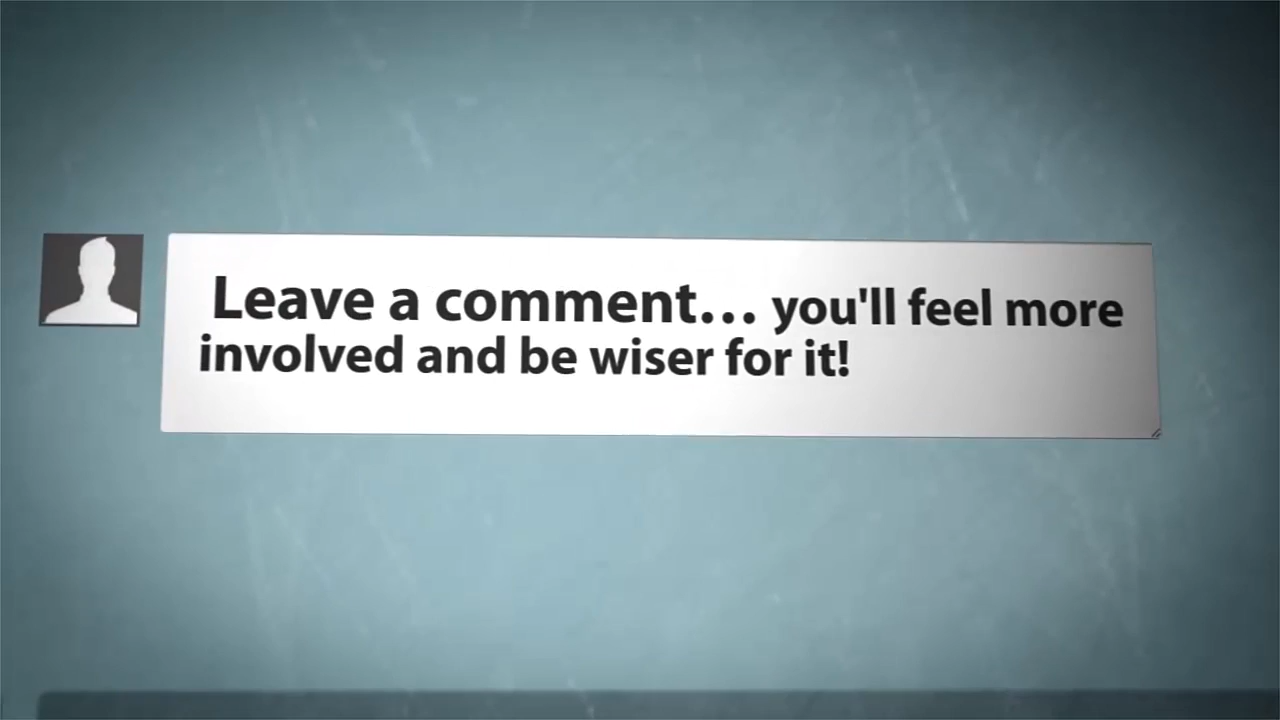 Leave a comment… you'll feel more
involved and be wiser for it!